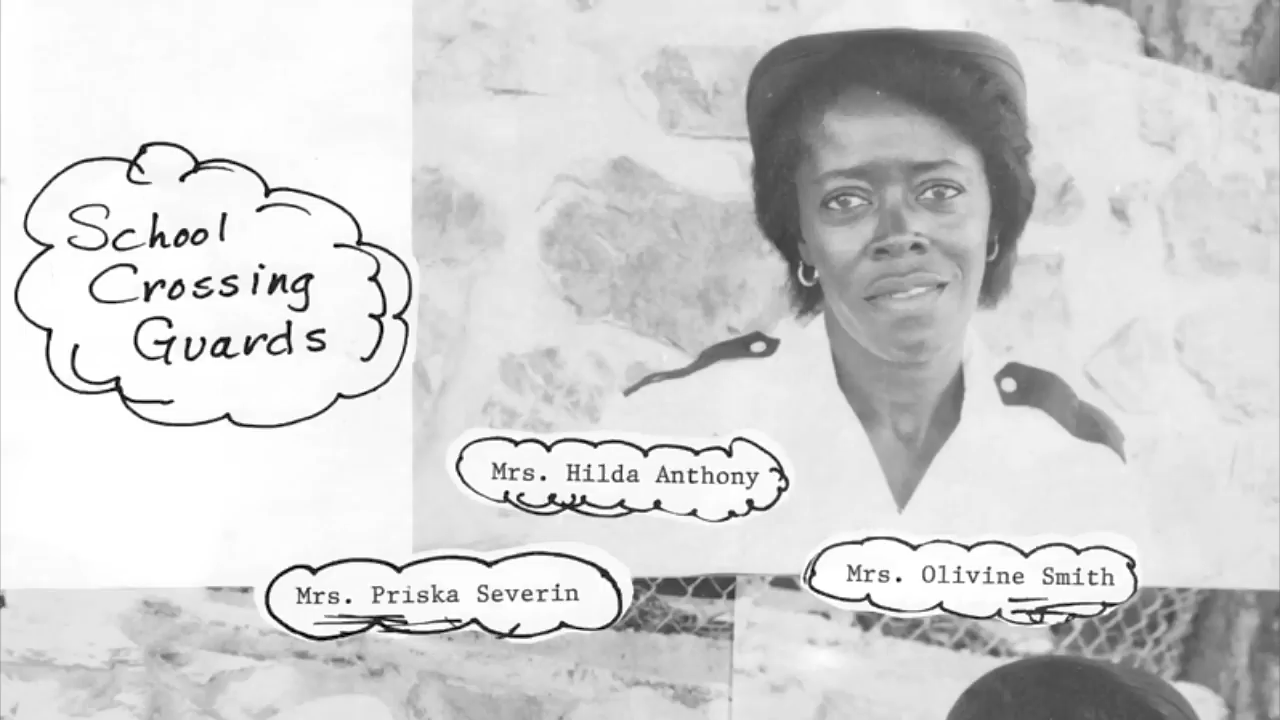 School
Crossing
Guards
Mrs. Hilda Anthony
Mrs. Olivine Smith
Mrs. Priska Severin